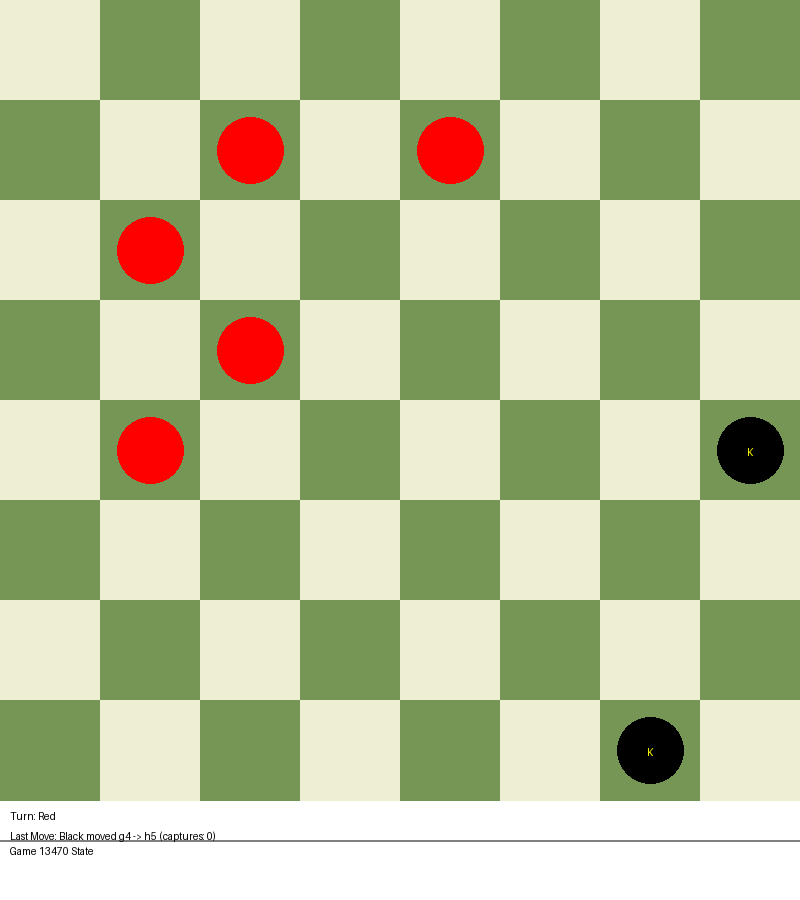 K
K
Turn: Red
Last Move: Black moved g4 -> h5 (captures: 0)
Game 13470 State